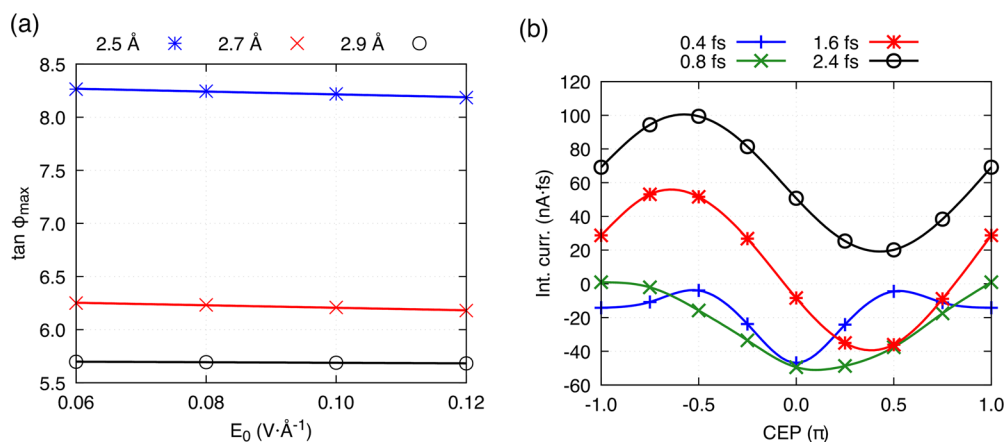 (a)
2.5 Å 2.7 Å 2.9 Å
8.5
8.0
7.5
7.0
6.5
6.0
5.5
tan ϕmax
0.06 0.08 0.10 0.12
E0 (V·Å-1)
(b)
0.4 fs 1.6 fs
0.8 fs 2.4 fs
120
100
80
60
40
20
0
-20
-40
-60
Int. curr. (nA·fs)
-1.0 -0.5 0.0 0.5 1.0
CEP (π)